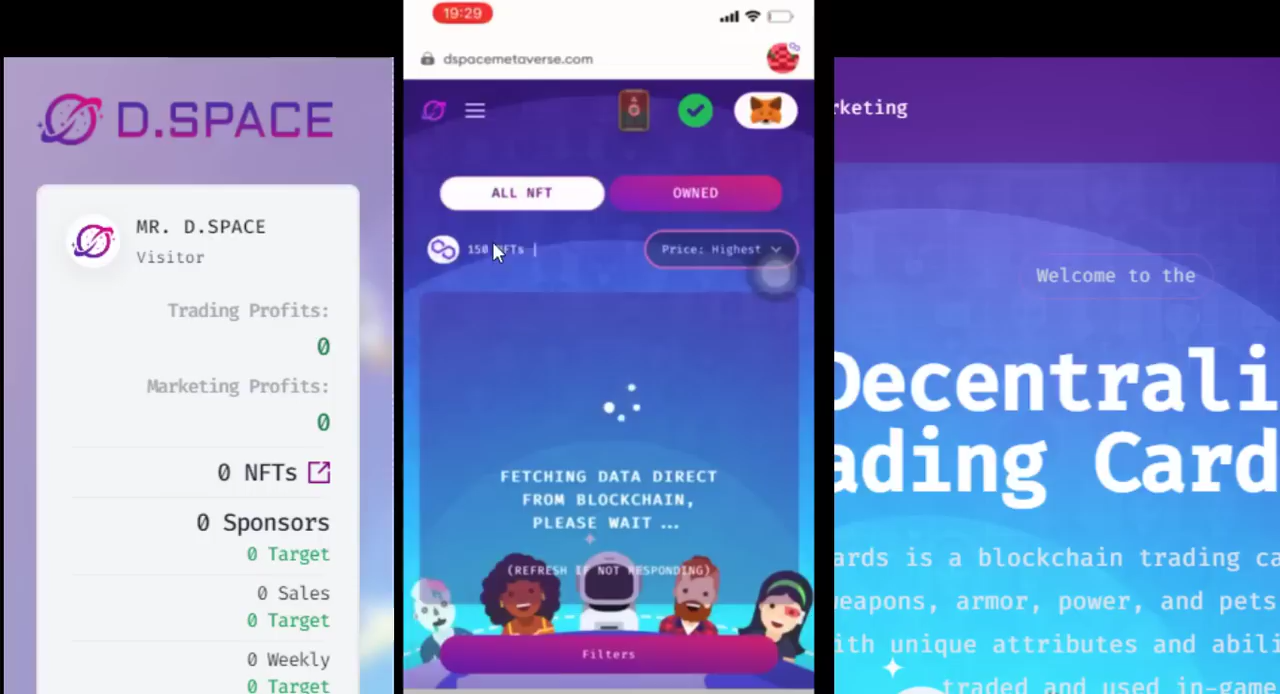 D.SPACE
MR. D.SPACE
Visitor
Trading Profits:
0
Marketing Profits:
0
0 NFTs
0 Sponsors
0 Target
0 Sales
0 Target
0 Weekly
0 Target
19:29
dspacemetaverse.com
ALL NFT
OWNED
150 NFTs |
Price: Highest
FETCHING DATA DIRECT
FROM BLOCKCHAIN,
PLEASE WAIT ...
(REFRESH IF NOT RESPONDING)
Filters
rketing
Welcome to the
Decentrali
ading Card
ards is a blockchain trading ca
weapons, armor, power, and pets
ith unique attributes and abili
traded and used in-game